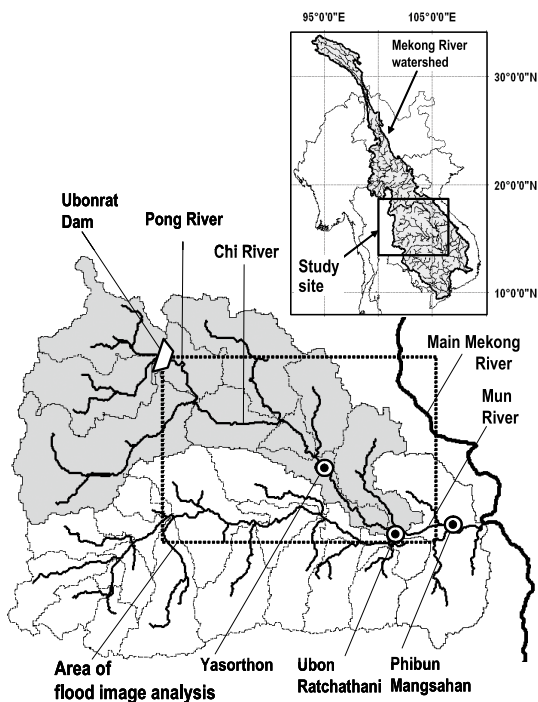 95°0'0"E
105°0'0"E
Mekong River
watershed
30°0'0"N
20°0'0"N
10°0'0"N
Study
site
Ubonrat
Dam
Pong River
Chi River
Main Mekong
River
Mun
River
Area of
flood image analysis
Yasorthon
Ubon
Ratchathani
Phibun
Mangsahan